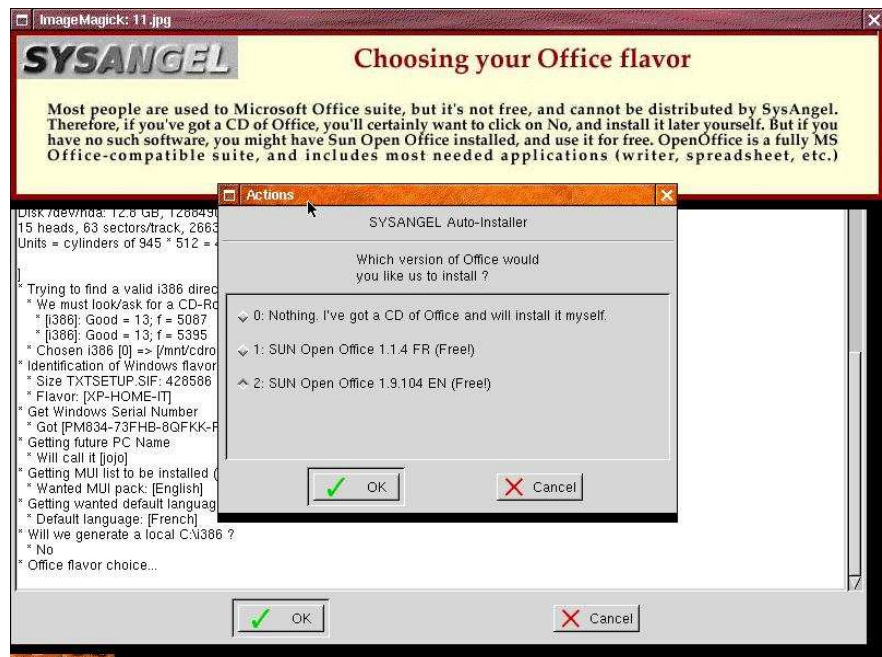 ImageMagick: 11.jpg
SYSANGEL
Choosing your Office flavor
Most people are used to Microsoft Office suite, but it's not free, and cannot be distributed by SysAngel.
Therefore, if you've got a CD of Office, you'll certainly want to click on No, and install it later yourself. But if you
have no such software, you might have Sun Open Office installed, and use it for free. OpenOffice is a fully MS
Office-compatible suite, and includes most needed applications (writer, spreadsheet, etc.)
Actions
SYSANGEL Auto-Installer
Which version of Office would
you like us to install ?
0: Nothing. I've got a CD of Office and will install it myself.
1: SUN Open Office 1.1.4 FR (Free!)
2: SUN Open Office 1.9.104 EN (Free!)
OK
Cancel
Disk /dev/hda: 12.8 GB,
15 heads, 63 sectors/track, 2663
Units = cylinders of 945 * 512 =
]
* Trying to find a valid i386 direc
* We must look/ask for a CD-Ro
* [i386]: Good = 13; f = 5087
* [i386]: Good = 13; f = 5395
* Chosen i386 [0] => [/mnt/cdro
* Identification of Windows flavor
* Size TXTSETUP.SIF: 428586
* Flavor: [XP-HOME-IT]
* Get Windows Serial Number
* Got [PM834-73FHB-8QFKK-
* Getting future PC Name
* Will call it [jojo]
* Getting MUI list to be installed (
* Wanted MUI pack: [English]
* Getting wanted default languag
* Default language: [French]
* Will we generate a local C:\i386 ?
* No
* Office flavor choice...
OK
Cancel